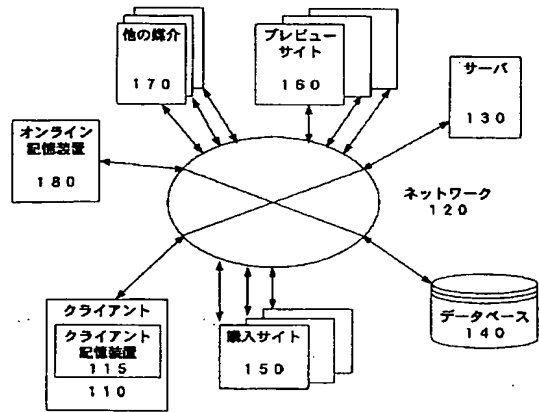 他の媒介
170
プレビュー
サイト
160
サーバ
130
オンライン
記憶装置
180
ネットワーク
120
クライアント
クライアント
記憶装置
115
110
購入サイト
150
データベース
140